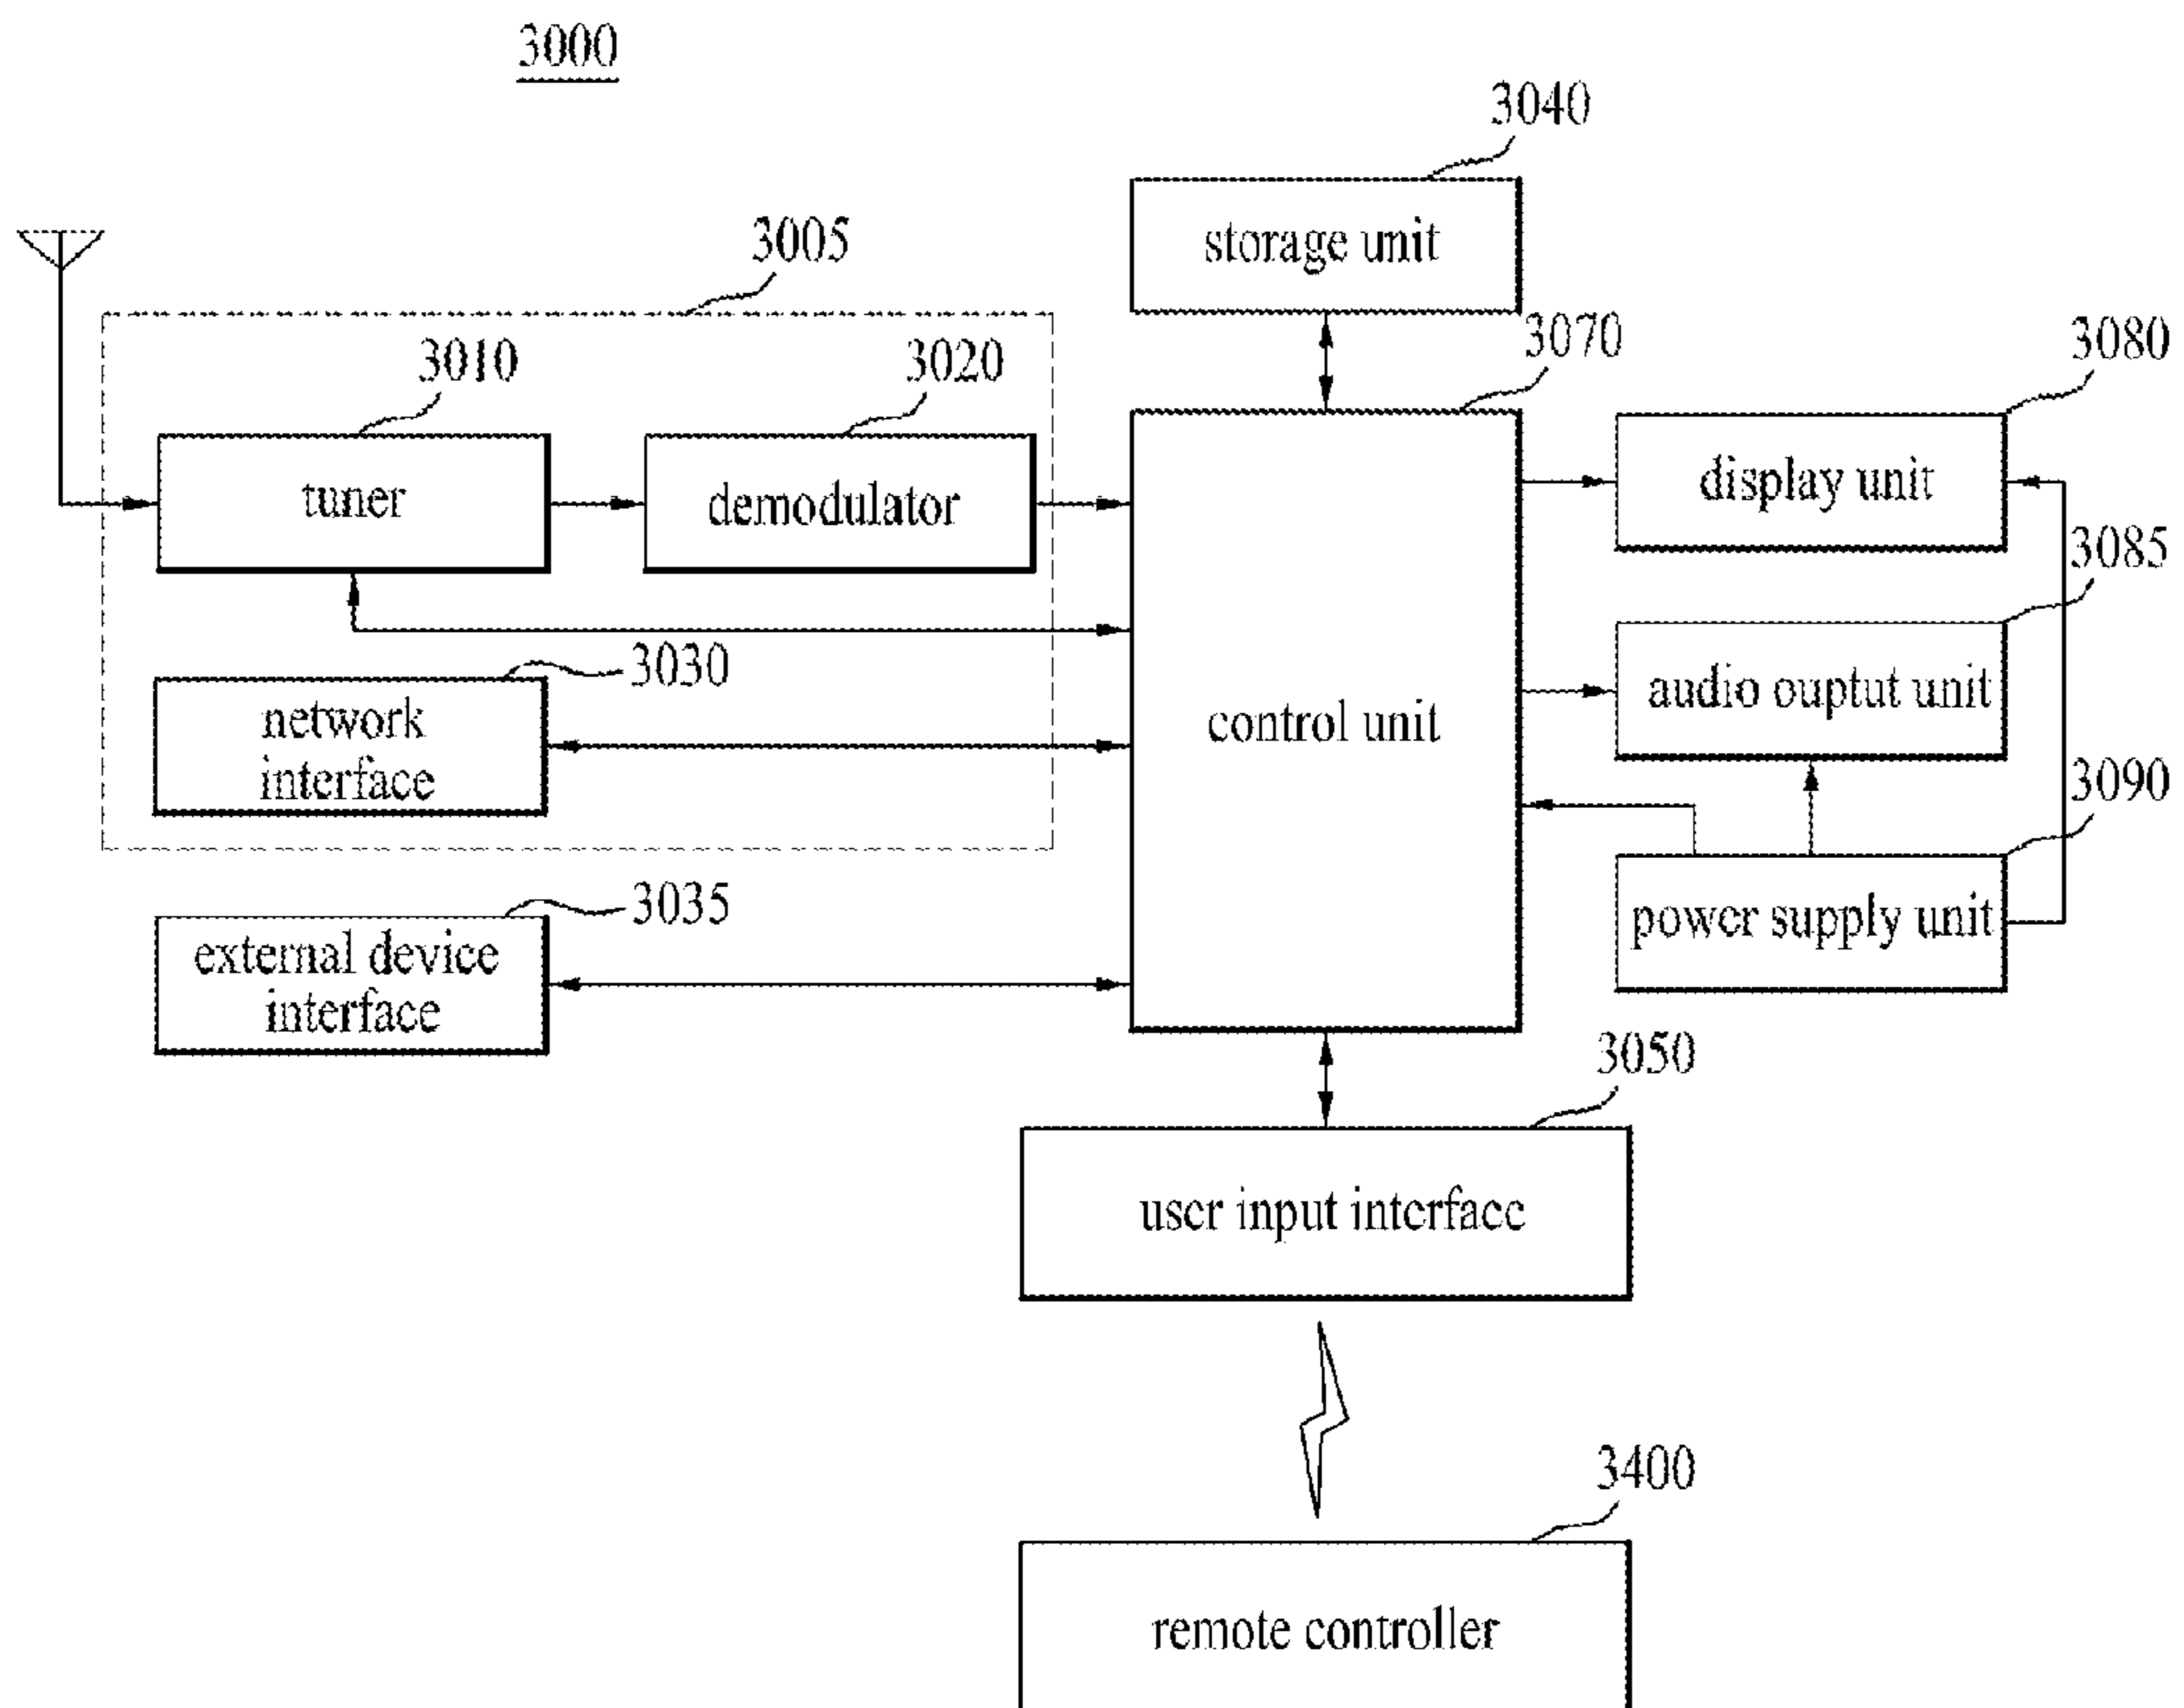 3000
3040
storage unit
3005
3070
3010
3020
3080
tuner
demodulator
display unit
3085
3030
network
interface
control unit
audio ouptut unit
3090
3035
external device
interface
power supply unit
3050
user input interface
3400
remote controller